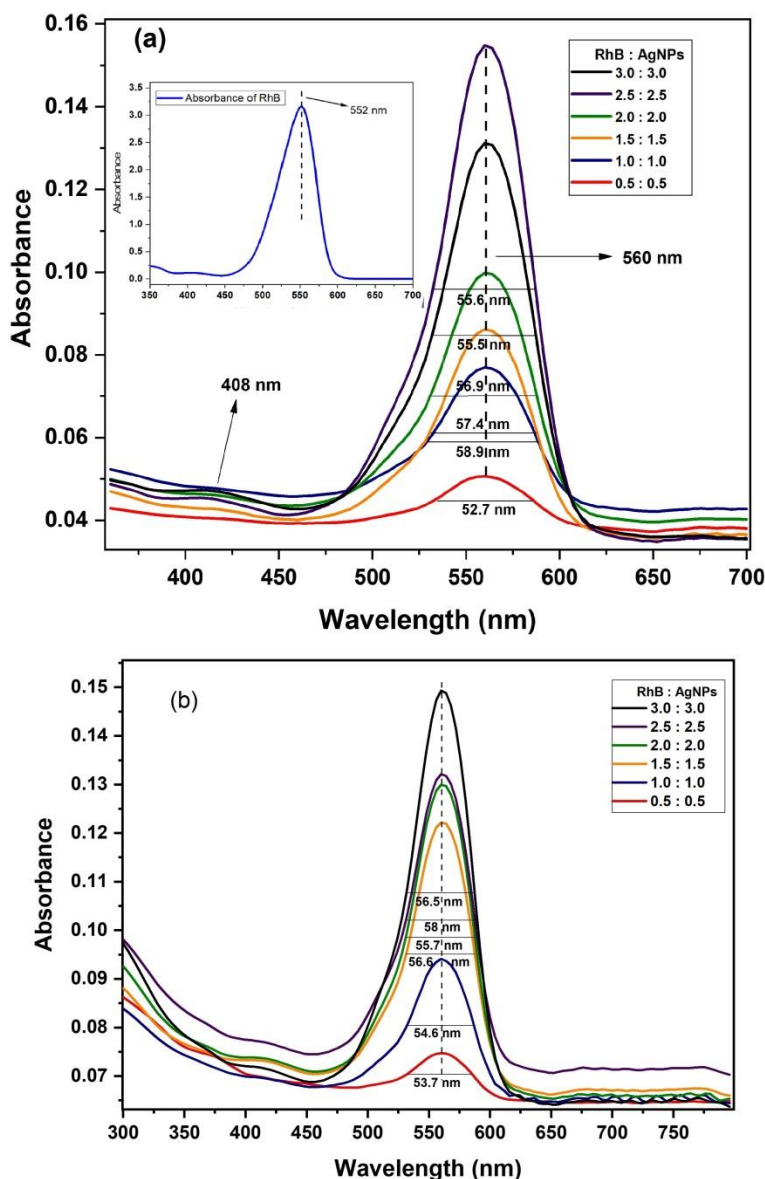 (a)
0.16
0.14
0.12
0.10
0.08
0.06
0.04
Absorbance
400 450 500 550 600 650 700
Wavelength (nm)
RhB : AgNPs
3.0 : 3.0
2.5 : 2.5
2.0 : 2.0
1.5 : 1.5
1.0 : 1.0
0.5 : 0.5
Absorbance of RhB
552 nm
3.5
3.0
2.5
2.0
1.5
1.0
0.5
0.0
Absorbance
350 400 450 500 550 600 650 700
408 nm
560 nm
55.6 nm
55.5 nm
56.9 nm
57.4 nm
58.9 nm
52.7 nm
(b)
0.15
0.14
0.13
0.12
0.11
0.10
0.09
0.08
0.07
Absorbance
300 350 400 450 500 550 600 650 700 750
Wavelength (nm)
RhB : AgNPs
3.0 : 3.0
2.5 : 2.5
2.0 : 2.0
1.5 : 1.5
1.0 : 1.0
0.5 : 0.5
56.5 nm
58 nm
55.7 nm
56.6 nm
54.6 nm
53.7 nm